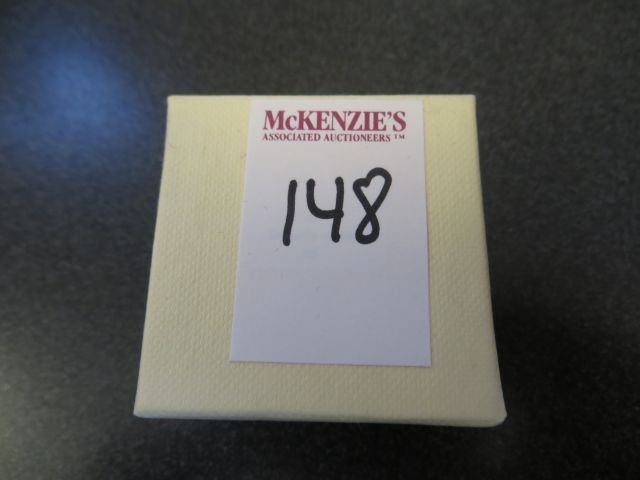 McKENZIE'S
ASSOCIATED AUCTIONEERS ™
148